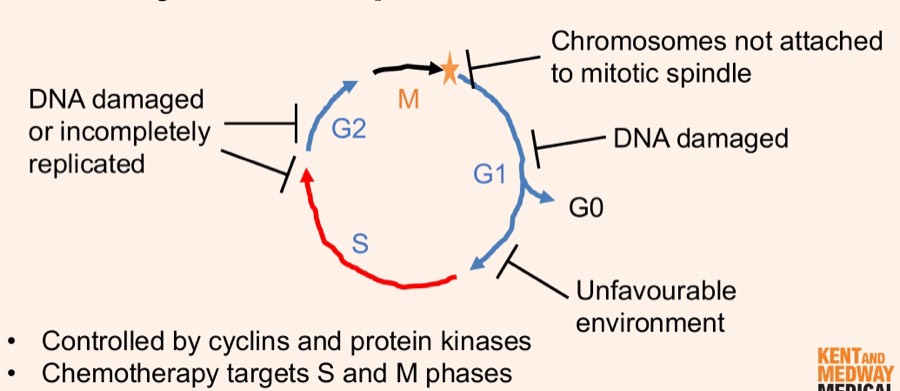 Chromosomes not attached
to mitotic spindle
DNA damaged
or incompletely
replicated
M
G2
DNA damaged
G1
G0
S
Unfavourable
environment
• Controlled by cyclins and protein kinases
• Chemotherapy targets S and M phases
KENT AND
MEDWAY
MEDICAL